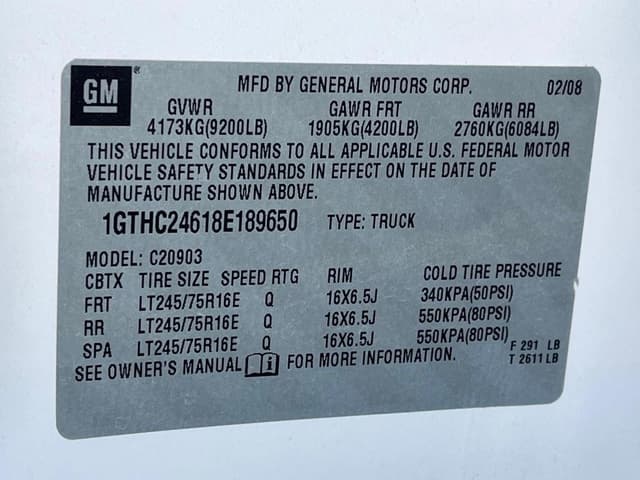 GM® MFD BY GENERAL MOTORS CORP. 02/08
GVWR GAWR FRT GAWR RR
4173KG(9200LB) 1905KG(4200LB) 2760KG(6084LB)
THIS VEHICLE CONFORMS TO ALL APPLICABLE U.S. FEDERAL MOTOR
VEHICLE SAFETY STANDARDS IN EFFECT ON THE DATE OF
MANUFACTURE SHOWN ABOVE.
1GTHC24618E189650 TYPE: TRUCK
MODEL: C20903
CBTX TIRE SIZE SPEED RTG RIM COLD TIRE PRESSURE
FRT LT245/75R16E Q 16X6.5J 340KPA(50PSI)
RR LT245/75R16E Q 16X6.5J 550KPA(80PSI)
SPA LT245/75R16E Q 16X6.5J 550KPA(80PSI)
F 291 LB
T 2611 LB
SEE OWNER'S MANUAL i FOR MORE INFORMATION.